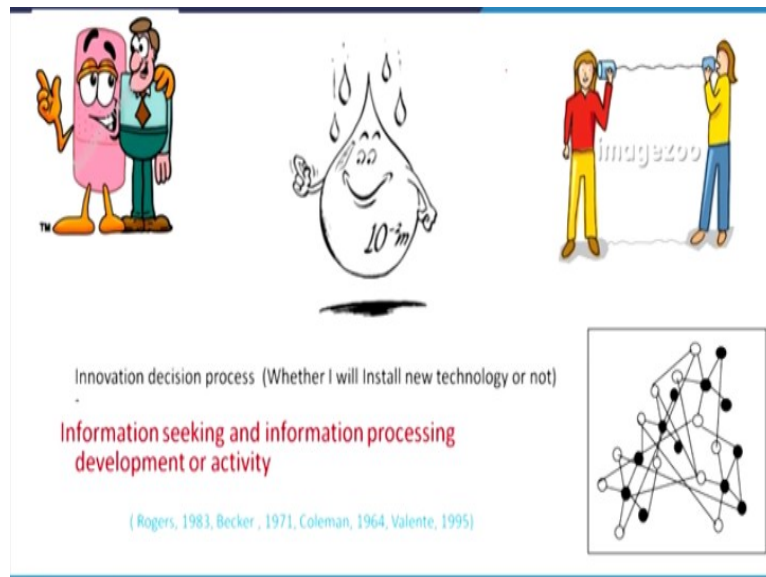 TM
10⁻²m
imagezoo
Innovation decision process (Whether I will Install new technology or not)
-
Information seeking and information processing
development or activity
( Rogers, 1983, Becker , 1971, Coleman, 1964, Valente, 1995)